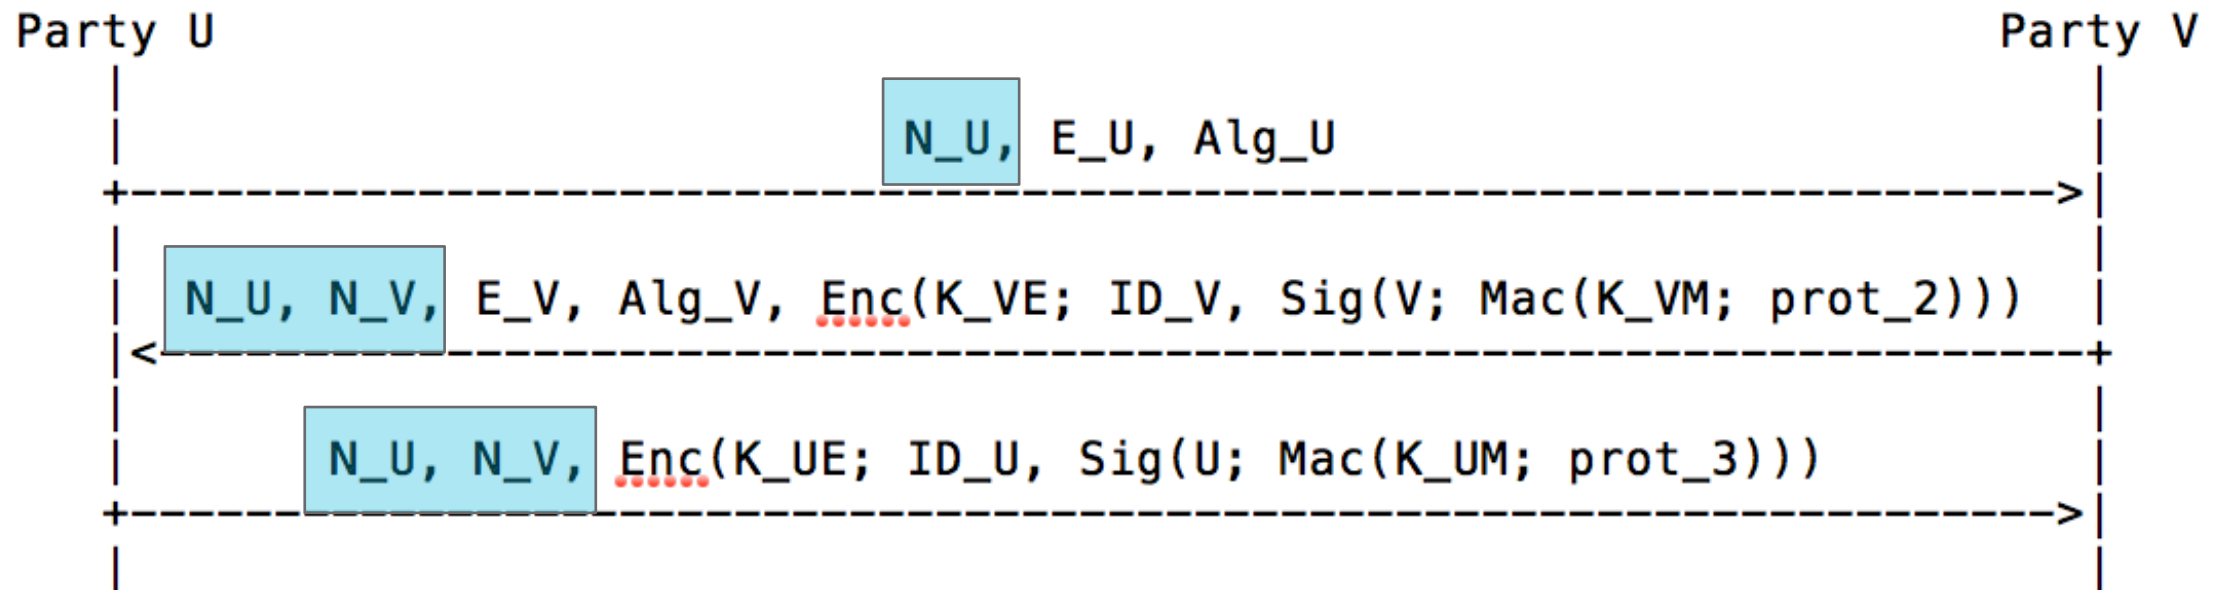 Party U Party V
N_U, E_U, Alg_U
N_U, N_V, E_V, Alg_V, Enc(K_VE; ID_V, Sig(V; Mac(K_VM; prot_2)))
N_U, N_V, Enc(K_UE; ID_U, Sig(U; Mac(K_UM; prot_3)))